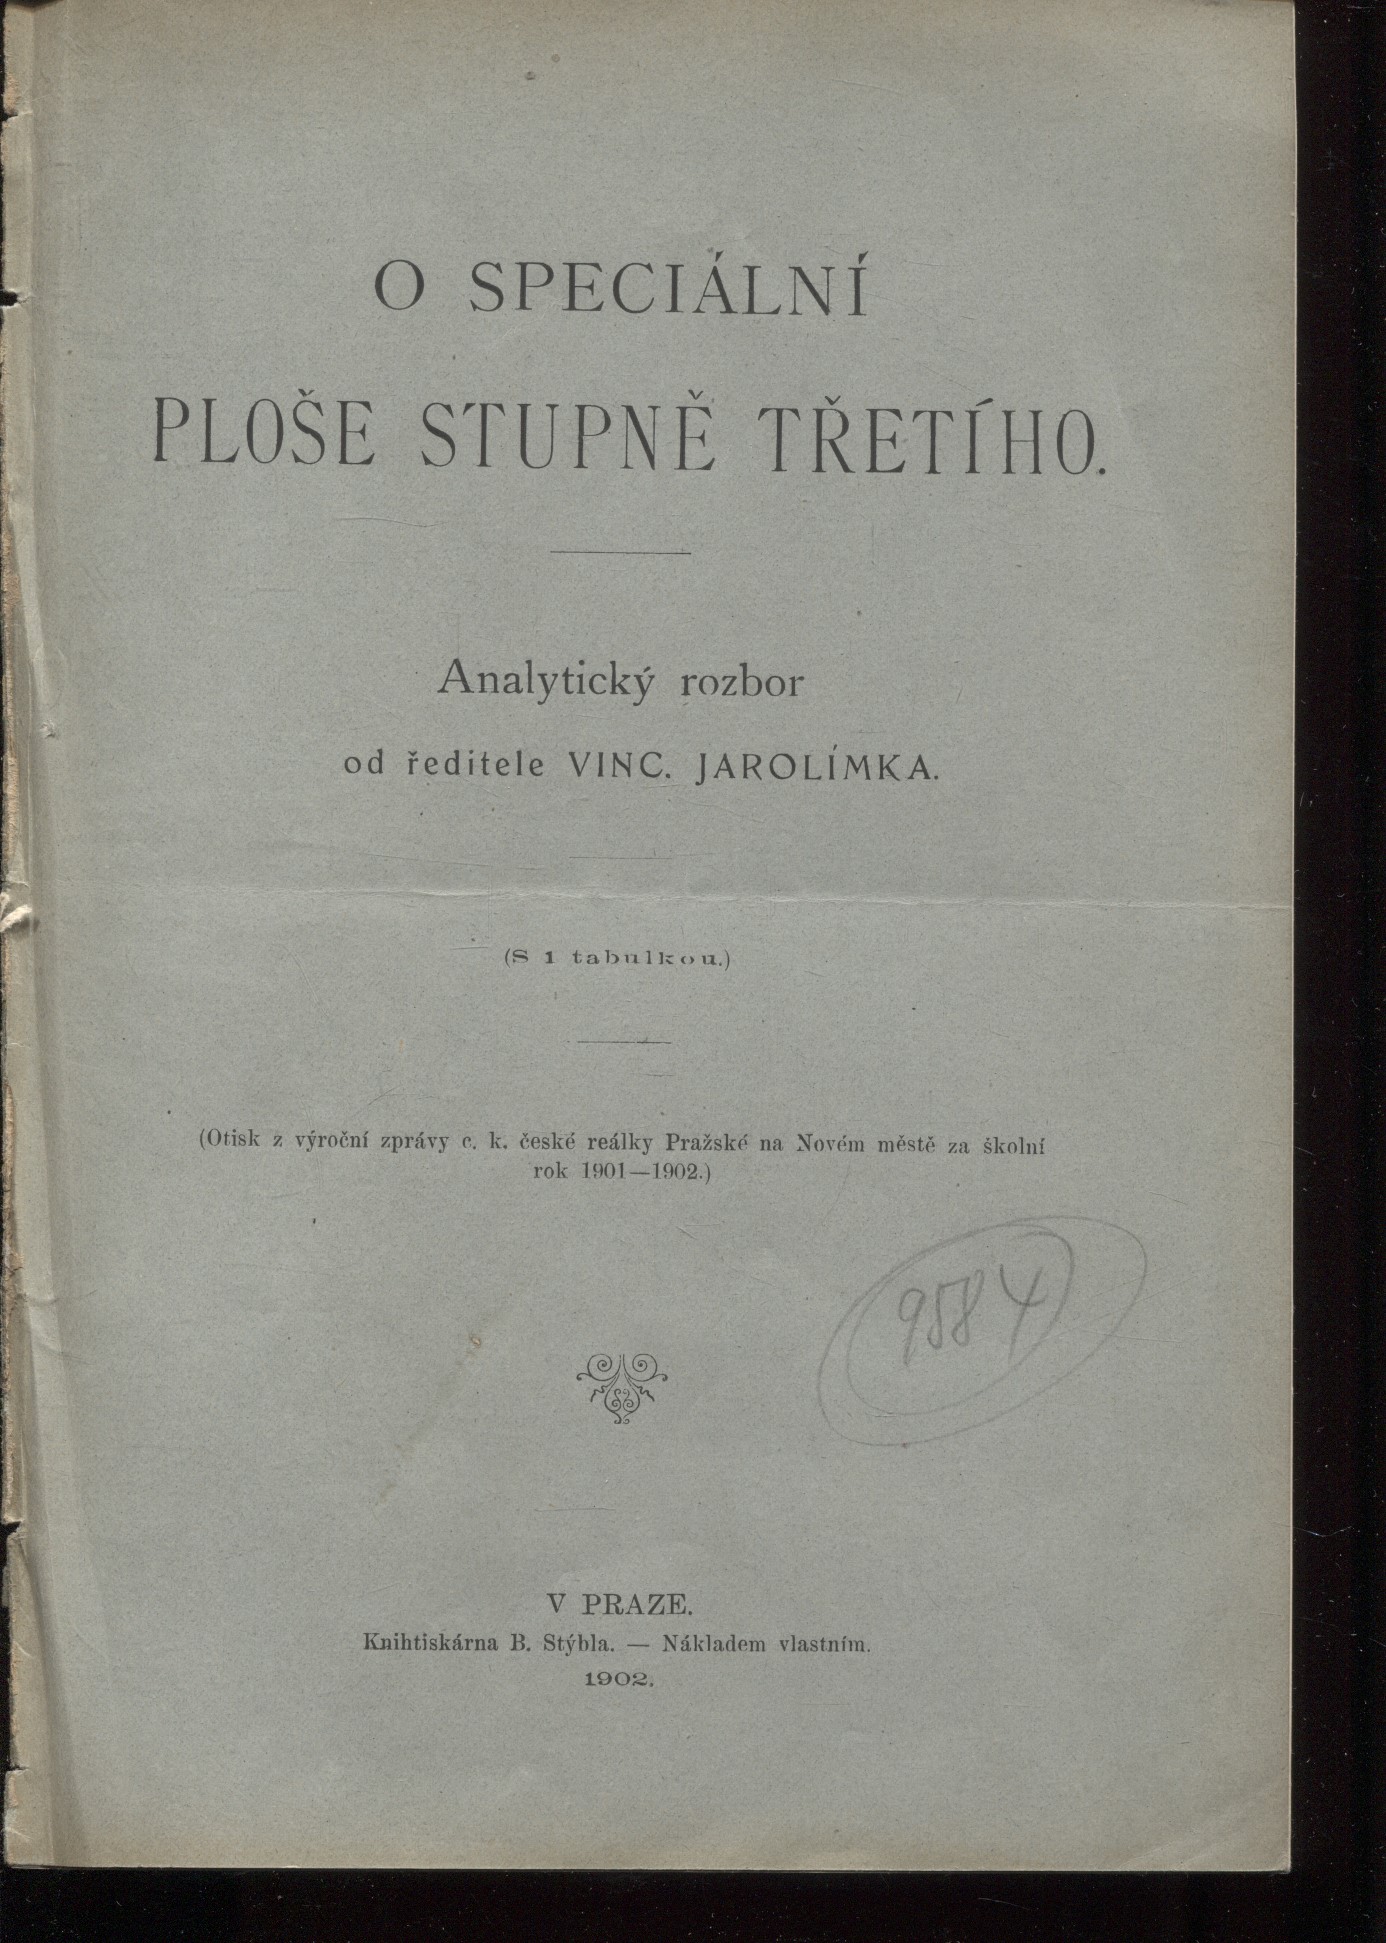 O SPECIÁLNÍ
PLOŠE STUPNĚ TŘETÍHO.
Analytický rozbor
od ředitele VINC. JAROLÍMKA.
(S 1 tabulkou.)
(Otisk z výroční zprávy c. k. české reálky Pražské na Novém městě za školní
rok 1901—1902.)
9584
V PRAZE.
Knihtiskárna B. Stýbla. — Nákladem vlastním.
1902.